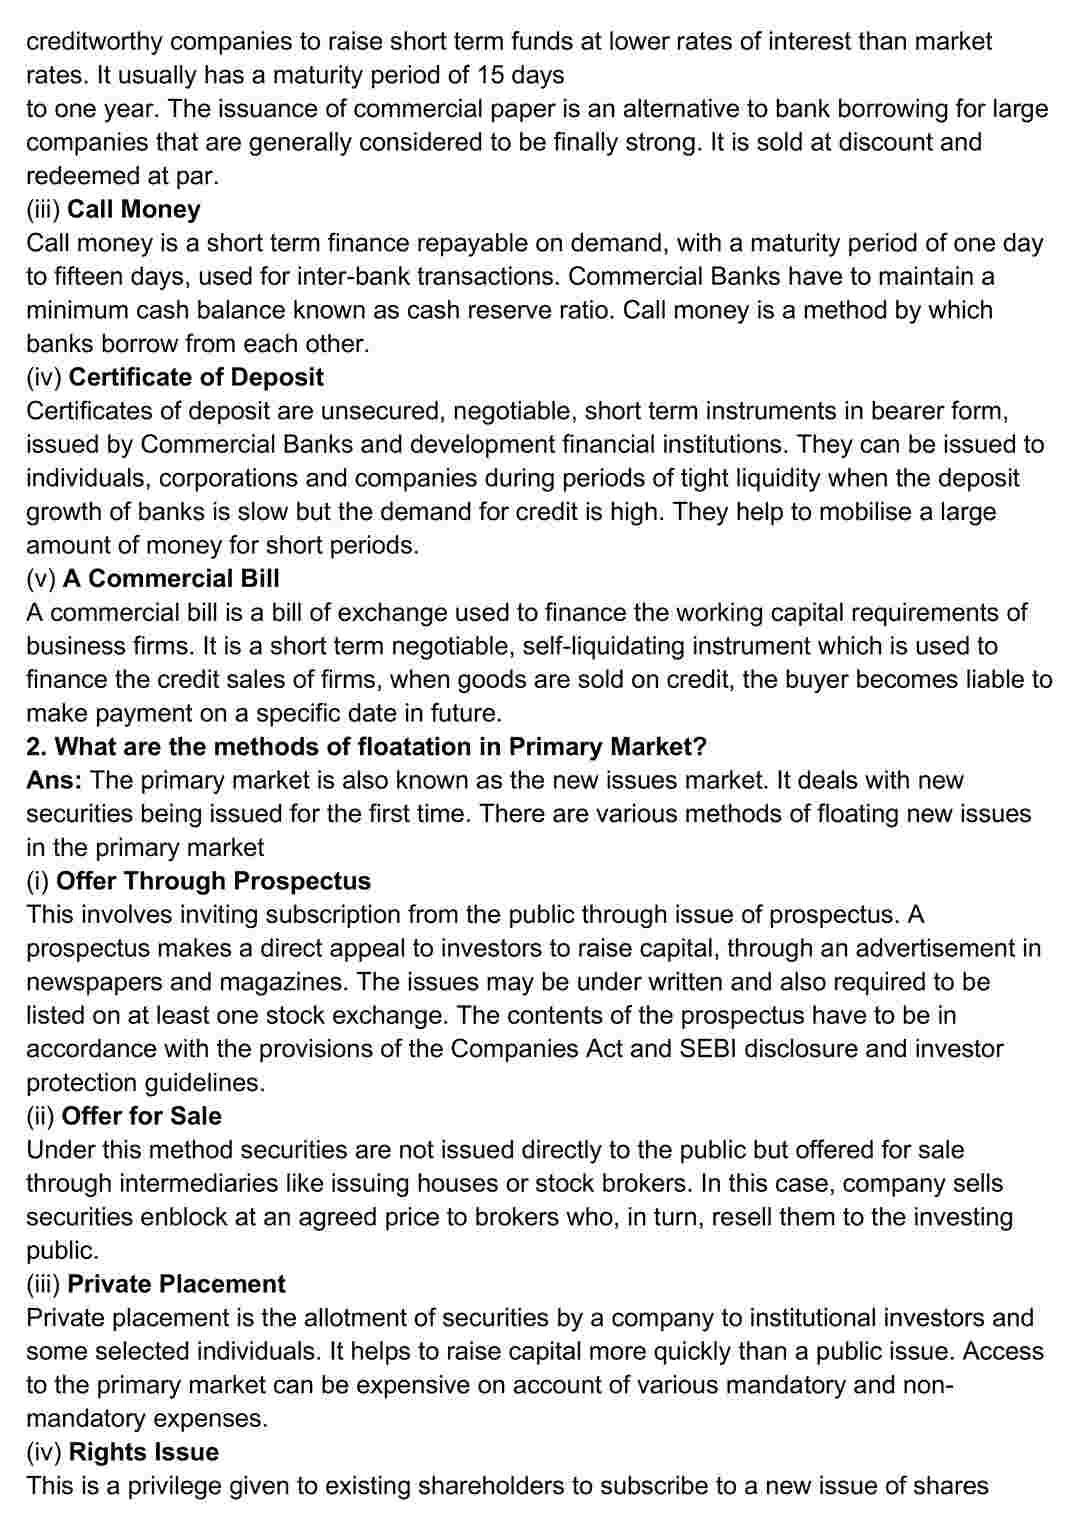 creditworthy companies to raise short term funds at lower rates of interest than market
rates. It usually has a maturity period of 15 days
to one year. The issuance of commercial paper is an alternative to bank borrowing for large
companies that are generally considered to be finally strong. It is sold at discount and
redeemed at par.
(iii) Call Money
Call money is a short term finance repayable on demand, with a maturity period of one day
to fifteen days, used for inter-bank transactions. Commercial Banks have to maintain a
minimum cash balance known as cash reserve ratio. Call money is a method by which
banks borrow from each other.
(iv) Certificate of Deposit
Certificates of deposit are unsecured, negotiable, short term instruments in bearer form,
issued by Commercial Banks and development financial institutions. They can be issued to
individuals, corporations and companies during periods of tight liquidity when the deposit
growth of banks is slow but the demand for credit is high. They help to mobilise a large
amount of money for short periods.
(v) A Commercial Bill
A commercial bill is a bill of exchange used to finance the working capital requirements of
business firms. It is a short term negotiable, self-liquidating instrument which is used to
finance the credit sales of firms, when goods are sold on credit, the buyer becomes liable to
make payment on a specific date in future.
2. What are the methods of floatation in Primary Market?
Ans: The primary market is also known as the new issues market. It deals with new
securities being issued for the first time. There are various methods of floating new issues
in the primary market
(i) Offer Through Prospectus
This involves inviting subscription from the public through issue of prospectus. A
prospectus makes a direct appeal to investors to raise capital, through an advertisement in
newspapers and magazines. The issues may be under written and also required to be
listed on at least one stock exchange. The contents of the prospectus have to be in
accordance with the provisions of the Companies Act and SEBI disclosure and investor
protection guidelines.
(ii) Offer for Sale
Under this method securities are not issued directly to the public but offered for sale
through intermediaries like issuing houses or stock brokers. In this case, company sells
securities enblock at an agreed price to brokers who, in turn, resell them to the investing
public.
(iii) Private Placement
Private placement is the allotment of securities by a company to institutional investors and
some selected individuals. It helps to raise capital more quickly than a public issue. Access
to the primary market can be expensive on account of various mandatory and non-
mandatory expenses.
(iv) Rights Issue
This is a privilege given to existing shareholders to subscribe to a new issue of shares